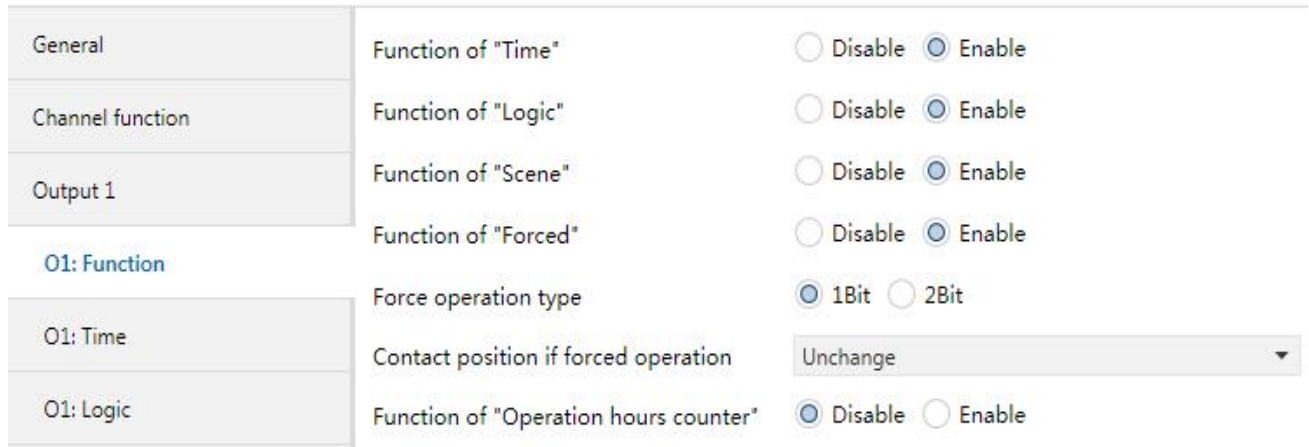 General
Channel function
Output 1
O1: Function
O1: Time
O1: Logic
Function of "Time" Disable Enable
Function of "Logic" Disable Enable
Function of "Scene" Disable Enable
Function of "Forced" Disable Enable
Force operation type 1Bit 2Bit
Contact position if forced operation Unchange
Function of "Operation hours counter" Disable Enable